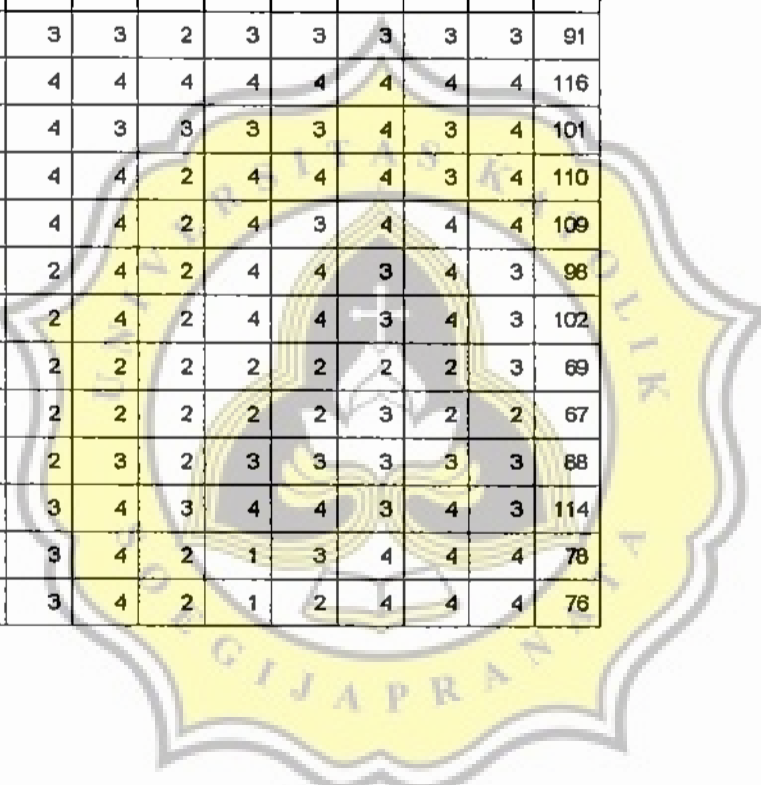 3 3 2 3 3 3 3 3 91
4 4 4 4 4 4 4 4 116
4 3 3 3 3 4 3 4 101
4 4 2 4 4 4 3 4 110
4 4 2 4 3 4 4 4 109
2 4 2 4 4 3 4 3 98
2 4 2 4 4 3 4 3 102
2 2 2 2 2 2 2 3 69
2 2 2 2 2 3 2 2 67
2 3 2 3 3 3 3 3 88
3 4 3 4 4 3 4 3 114
3 4 2 1 3 4 4 4 78
3 4 2 1 2 4 4 4 76
UNIVERSITAS KATOLIK
SOEGIJAPRANATA